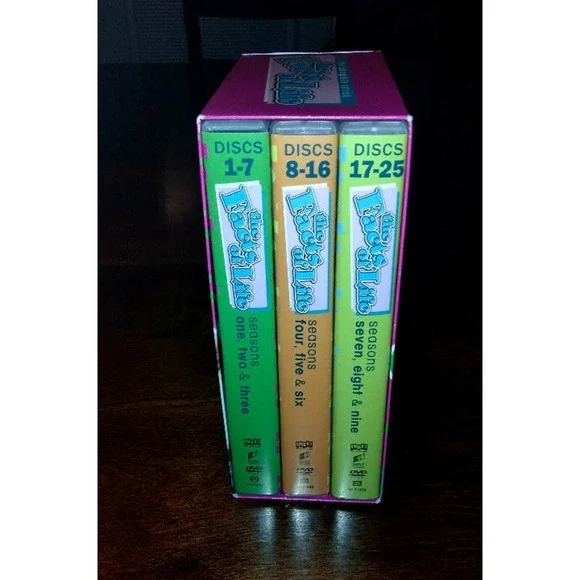 DISCS
1-7
the
Facts
of Life
seasons
one, two & three
DVD
DISCS
8-16
the
Facts
of Life
seasons
four, five & six
DVD
DISCS
17-25
the
Facts
of Life
seasons
seven, eight & nine
DVD